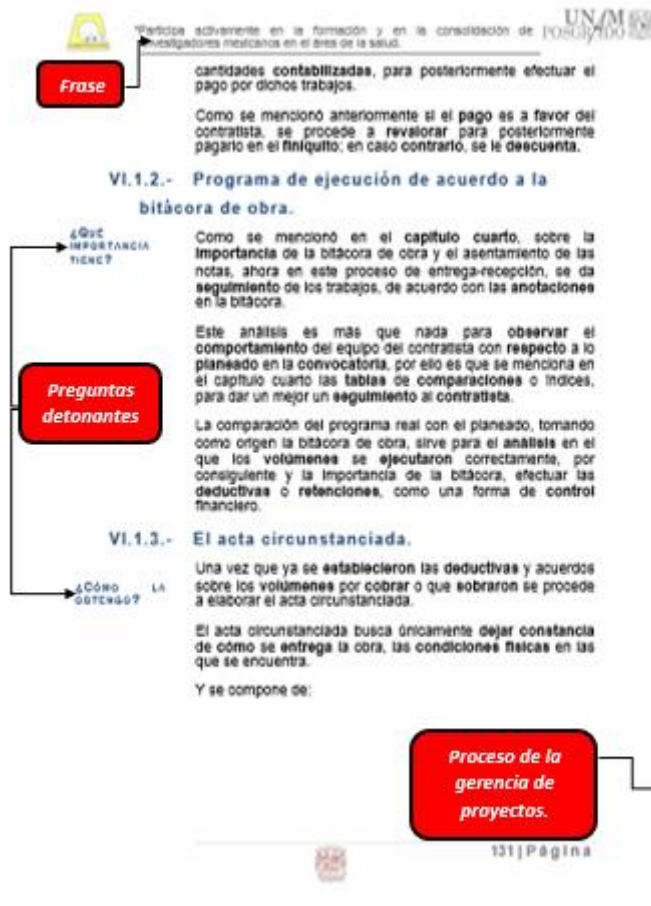 "Participa activamente en la formación y en la consolidación de
investigadores mexicanos en el área de la salud.
UNAM
POSGRADO
Frase
cantidades contabilizadas, para posteriormente efectuar el
pago por dichos trabajos.
Como se mencionó anteriormente si el pago es a favor del
contratista, se procede a revalorar para posteriormente
pagarlo en el finiquito; en caso contrario, se le descuenta.
VI.1.2.- Programa de ejecución de acuerdo a la
bitácora de obra.
¿QUÉ
IMPORTANCIA
TIENE?
Como se mencionó en el capítulo cuarto, sobre la
importancia de la bitácora de obra y el asentamiento de las
notas, ahora en este proceso de entrega-recepción, se da
seguimiento de los trabajos, de acuerdo con las anotaciones
en la bitácora.
Este análisis es más que nada para observar el
comportamiento del equipo del contratista con respecto a lo
planeado en la convocatoria, por ello es que se menciona en
el capítulo cuarto las tablas de comparaciones o índices,
para dar un mejor un seguimiento al contratista.
Preguntas
detonantes
La comparación del programa real con el planeado, tomando
como origen la bitácora de obra, sirve para el análisis en el
que los volúmenes se ejecutaron correctamente, por
consiguiente y la importancia de la bitácora, efectuar las
deductivas o retenciones, como una forma de control
financiero.
VI.1.3.- El acta circunstanciada.
¿CÓMO LA
OBTENGO?
Una vez que ya se establecieron las deductivas y acuerdos
sobre los volúmenes por cobrar o que sobraron se procede
a elaborar el acta circunstanciada.
El acta circunstanciada busca únicamente dejar constancia
de cómo se entrega la obra, las condiciones físicas en las
que se encuentra.
Y se compone de:
Proceso de la
gerencia de
proyectos.
131 | Página